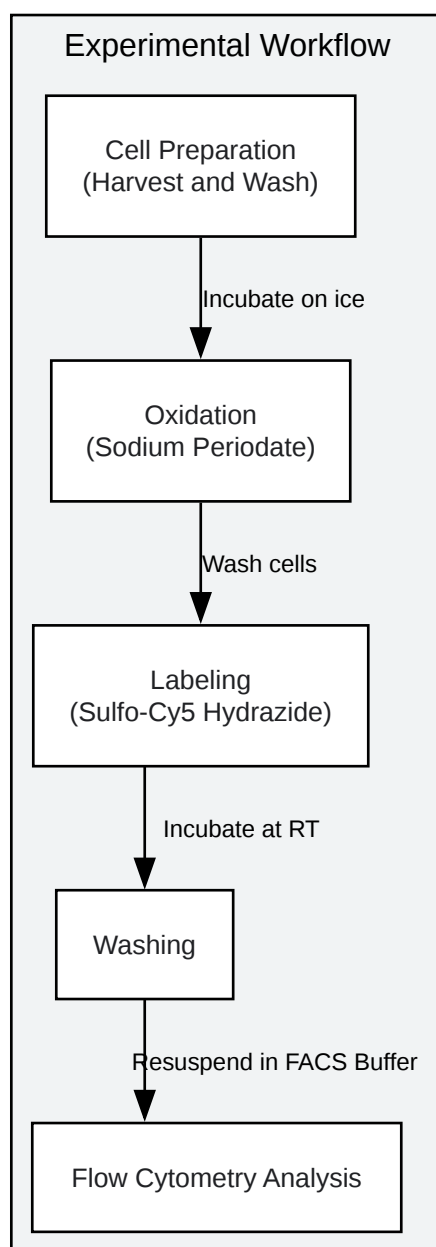 Experimental Workflow
Cell Preparation
(Harvest and Wash)
Incubate on ice
Oxidation
(Sodium Periodate)
Wash cells
Labeling
(Sulfo-Cy5 Hydrazide)
Incubate at RT
Washing
Resuspend in FACS Buffer
Flow Cytometry Analysis